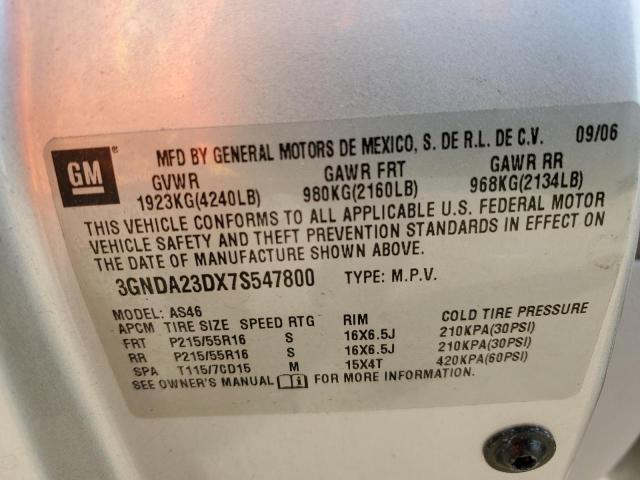 GM
MFD BY GENERAL MOTORS DE MEXICO, S. DE R.L. DE C.V. 09/06
GVWR GAWR FRT GAWR RR
1923KG(4240LB) 980KG(2160LB) 968KG(2134LB)
THIS VEHICLE CONFORMS TO ALL APPLICABLE U.S. FEDERAL MOTOR
VEHICLE SAFETY AND THEFT PREVENTION STANDARDS IN EFFECT ON
THE DATE OF MANUFACTURE SHOWN ABOVE.
3GNDA23DX7S547800 TYPE: M.P.V.
MODEL: AS46
APCM TIRE SIZE SPEED RTG RIM COLD TIRE PRESSURE
FRT P215/55R16 S 16X6.5J 210KPA(30PSI)
RR P215/55R16 S 16X6.5J 210KPA(30PSI)
SPA T115/7CD15 M 15X4T 420KPA(60PSI)
SEE OWNER'S MANUAL FOR MORE INFORMATION.